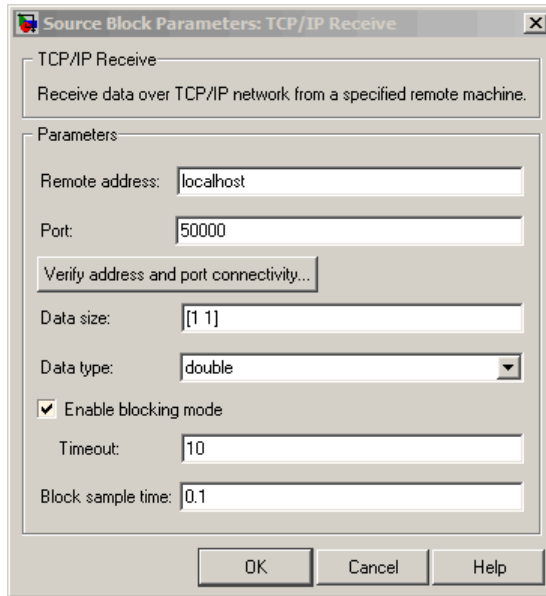 Source Block Parameters: TCP/IP Receive
TCP/IP Receive
Receive data over TCP/IP network from a specified remote machine.
Parameters
Remote address: localhost
Port: 50000
Verify address and port connectivity...
Data size: [1 1]
Data type: double
Enable blocking mode
Timeout: 10
Block sample time: 0.1
OK Cancel Help